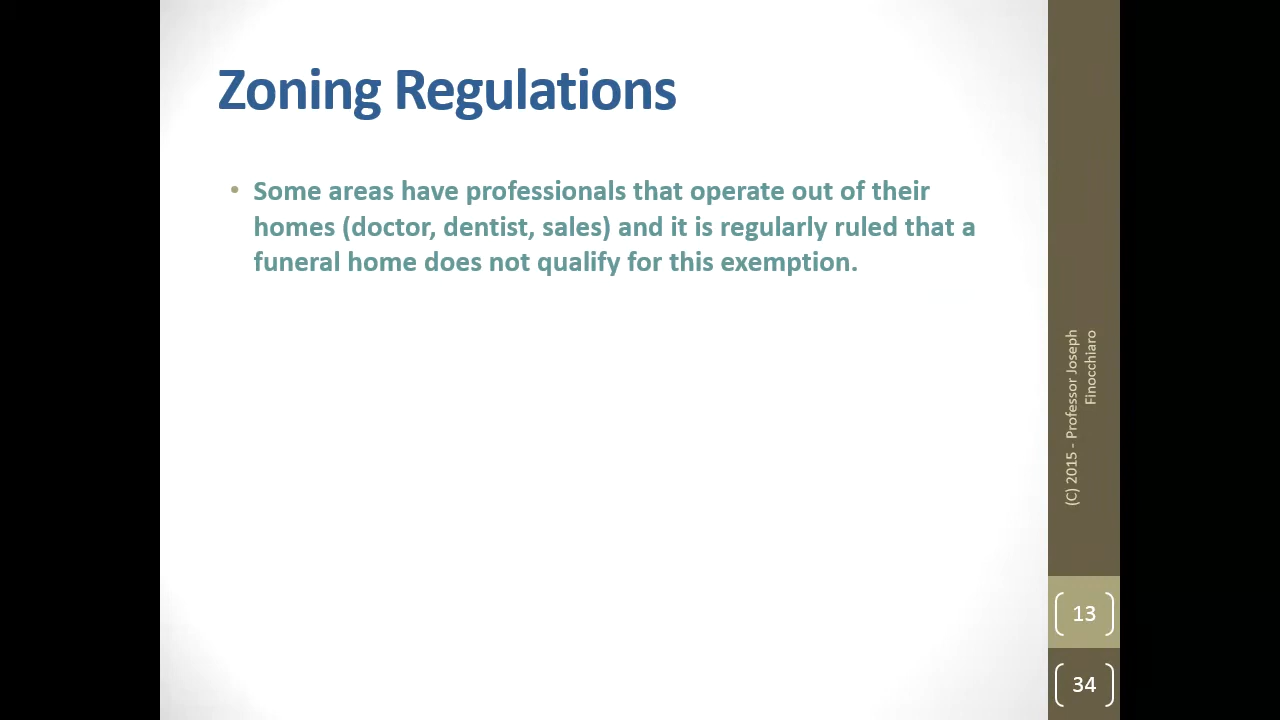 Zoning Regulations
• Some areas have professionals that operate out of their
homes (doctor, dentist, sales) and it is regularly ruled that a
funeral home does not qualify for this exemption.
(C) 2015 - Professor Joseph
Finocchiaro
13
34